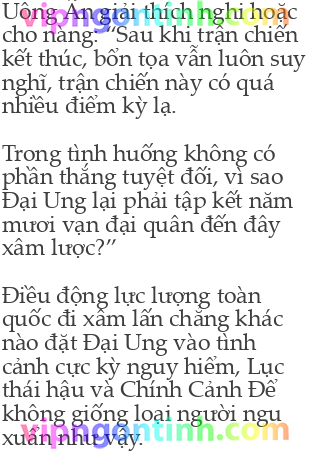 Uông Ấn giải thích nghi hoặc
cho nàng: “Sau khi trận chiến
kết thúc, bổn tọa vẫn luôn suy
nghĩ, trận chiến này có quá
nhiều điểm kỳ lạ.
Trong tình huống không có
phần thắng tuyệt đối, vì sao
Đại Ung lại phải tập kết năm
mươi vạn đại quân đến đây
xâm lược?”
Điều động lực lượng toàn
quốc đi xâm lấn chẳng khác
nào đặt Đại Ung vào tình
cảnh cực kỳ nguy hiểm, Lục
thái hậu và Chính Cảnh Đế
không giống loại người ngu
xuẩn như vậy.
vipngontinh.com
vipngontinh.com
vipngontinh.com
vipngontinh.com